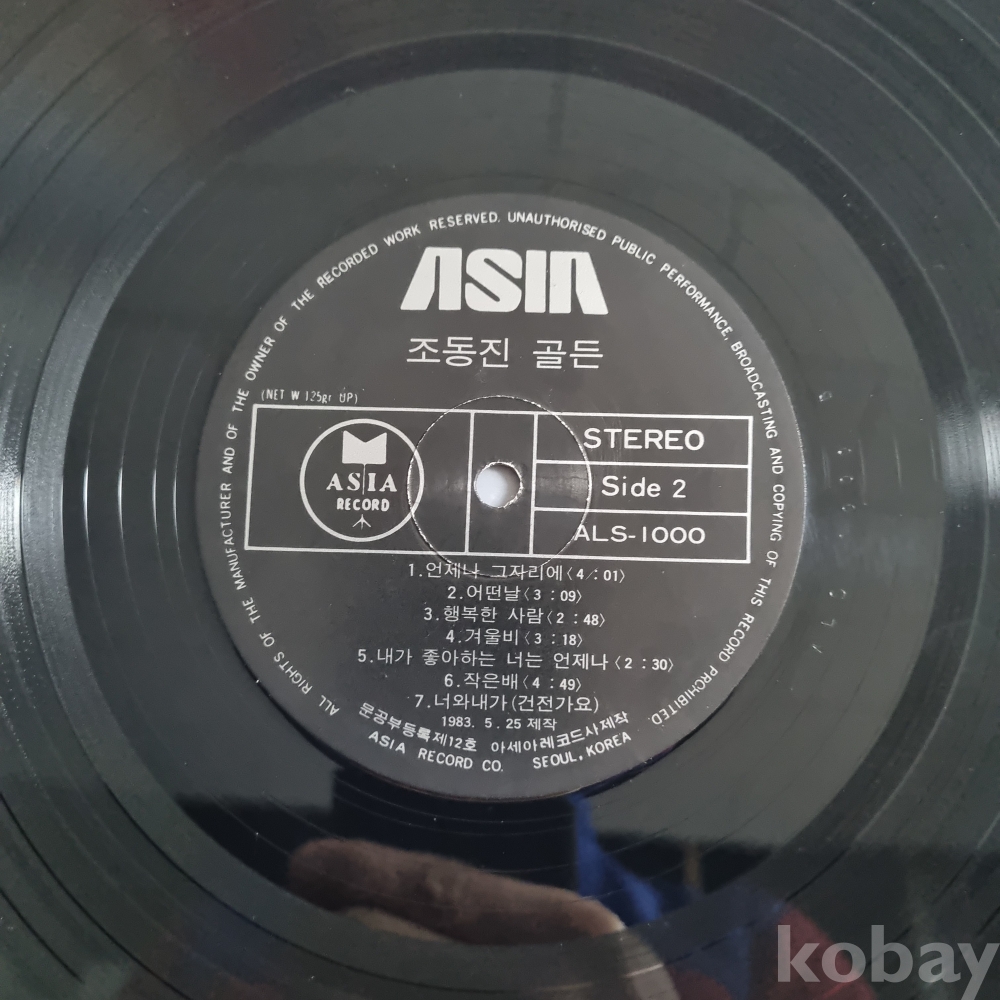 ALL RIGHTS OF THE MANUFACTURER AND OF THE OWNER OF THE RECORDED WORK RESERVED. UNAUTHORISED PUBLIC PERFORMANCE, BROADCASTING AND COPYING OF THIS RECORD PROHIBITED
ASIA
조동진 골든
(NET W 125gr UP)
ASIA
RECORD
STEREO
Side 2
ALS-1000
1.언제나 그자리에〈4/:01〉
2.어떤날〈3 : 09〉
3.행복한 사람〈2 : 48〉
4.겨울비〈3 : 18〉
5.내가 좋아하는 너는 언제나〈2 : 30〉
6.작은배〈4 : 49〉
7.너와내가(건전가요)
1983. 5. 25 제작
문공부등록제12호 아세아레코드사제작
ASIA RECORD CO. SEOUL, KOREA
kobay